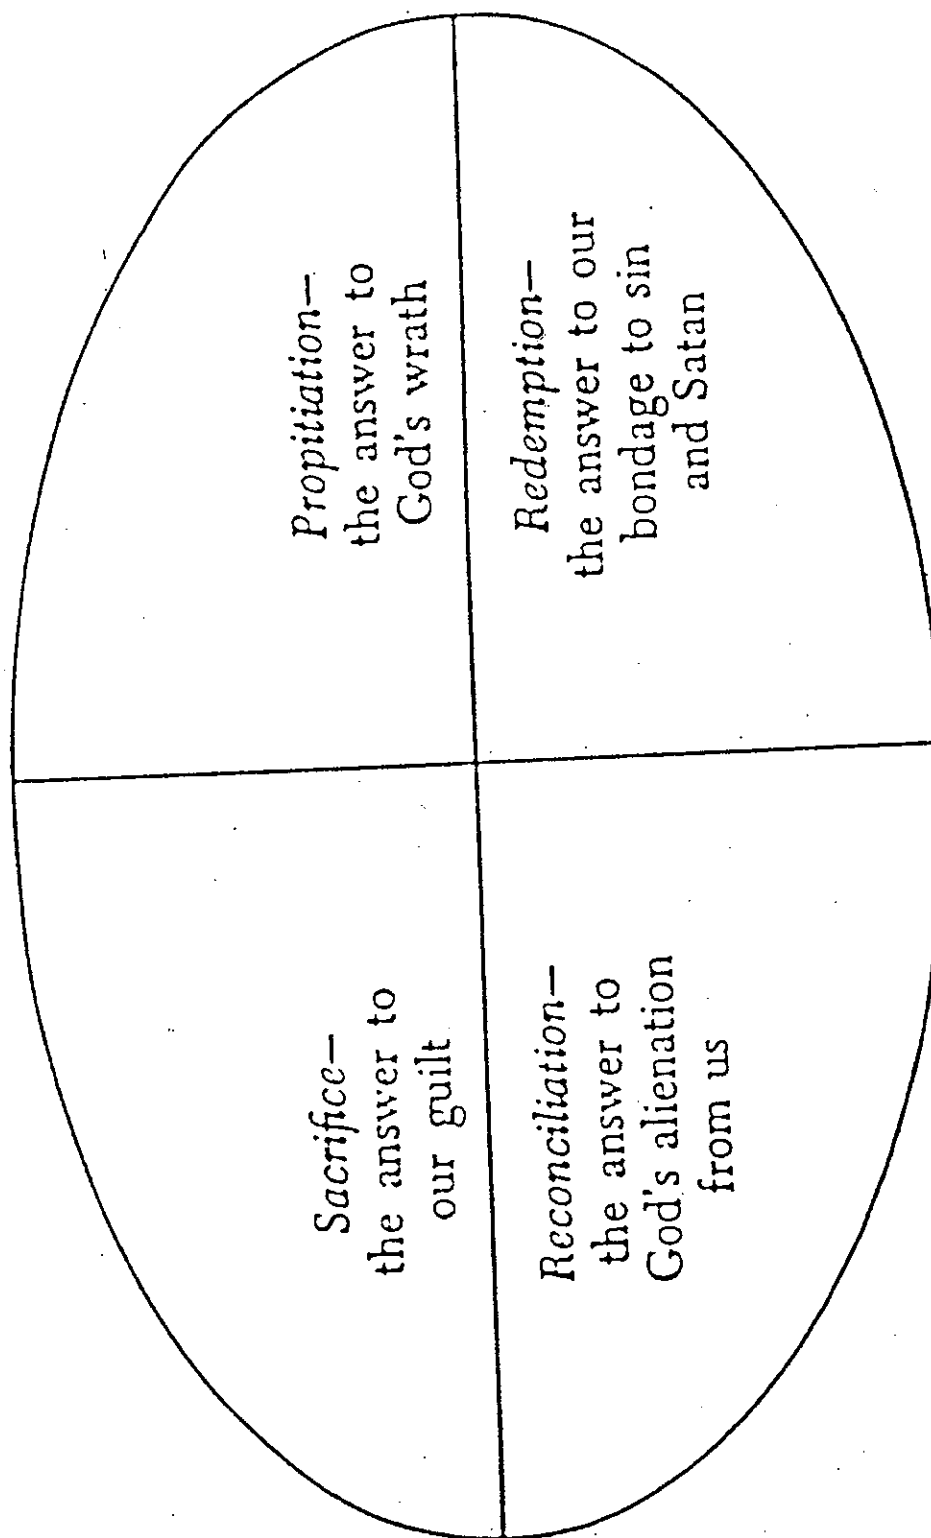 Sacrifice—
the answer to
our guilt
Propitiation—
the answer to
God's wrath
Reconciliation—
the answer to
God's alienation
from us
Redemption—
the answer to our
bondage to sin
and Satan